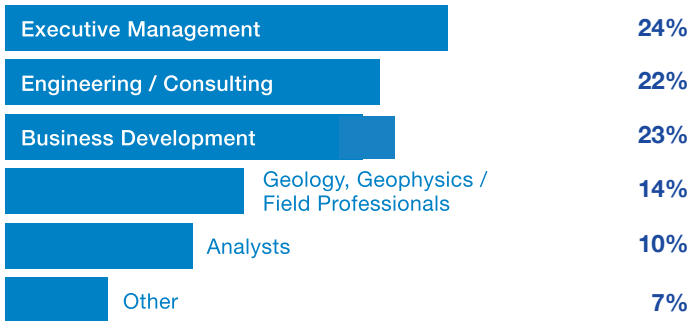 Executive Management 24%
Engineering / Consulting 22%
Business Development 23%
Geology, Geophysics /
Field Professionals 14%
Analysts 10%
Other 7%